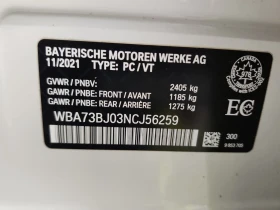 BAYERISCHE MOTOREN WERKE AG
11/2021 TYPE: PC / VT
GVWR / PNBV: 2405 kg
GAWR / PNBE: FRONT / AVANT 1185 kg
GAWR / PNBE: REAR / ARRIÈRE 1275 kg
WBA73BJ03NCJ56259
EC
300